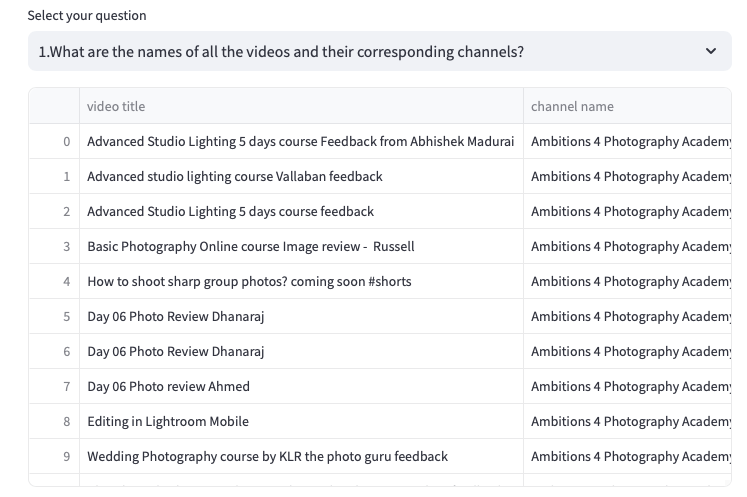 Select your question
1.What are the names of all the videos and their corresponding channels?
video title channel name
0 Advanced Studio Lighting 5 days course Feedback from Abhishek Madurai Ambitions 4 Photography Academy
1 Advanced studio lighting course Vallaban feedback Ambitions 4 Photography Academy
2 Advanced Studio Lighting 5 days course feedback Ambitions 4 Photography Academy
3 Basic Photography Online course Image review -  Russell Ambitions 4 Photography Academy
4 How to shoot sharp group photos? coming soon #shorts Ambitions 4 Photography Academy
5 Day 06 Photo Review Dhanaraj Ambitions 4 Photography Academy
6 Day 06 Photo Review Dhanaraj Ambitions 4 Photography Academy
7 Day 06 Photo review Ahmed Ambitions 4 Photography Academy
8 Editing in Lightroom Mobile Ambitions 4 Photography Academy
9 Wedding Photography course by KLR the photo guru feedback Ambitions 4 Photography Academy